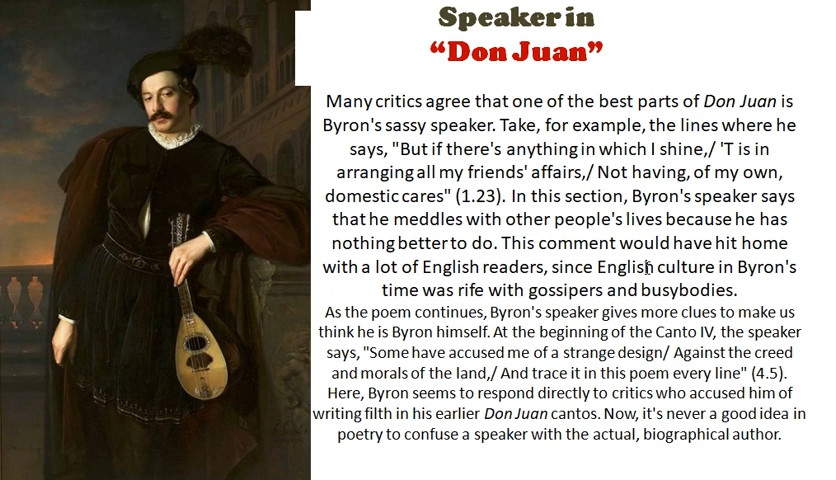 Speaker in
“Don Juan”
Many critics agree that one of the best parts of Don Juan is
Byron's sassy speaker. Take, for example, the lines where he
says, "But if there's anything in which I shine,/ 'T is in
arranging all my friends' affairs,/ Not having, of my own,
domestic cares" (1.23). In this section, Byron's speaker says
that he meddles with other people's lives because he has
nothing better to do. This comment would have hit home
with a lot of English readers, since English culture in Byron's
time was rife with gossipers and busybodies.
As the poem continues, Byron's speaker gives more clues to make us
think he is Byron himself. At the beginning of the Canto IV, the speaker
says, "Some have accused me of a strange design/ Against the creed
and morals of the land,/ And trace it in this poem every line" (4.5).
Here, Byron seems to respond directly to critics who accused him of
writing filth in his earlier Don Juan cantos. Now, it's never a good idea in
poetry to confuse a speaker with the actual, biographical author.